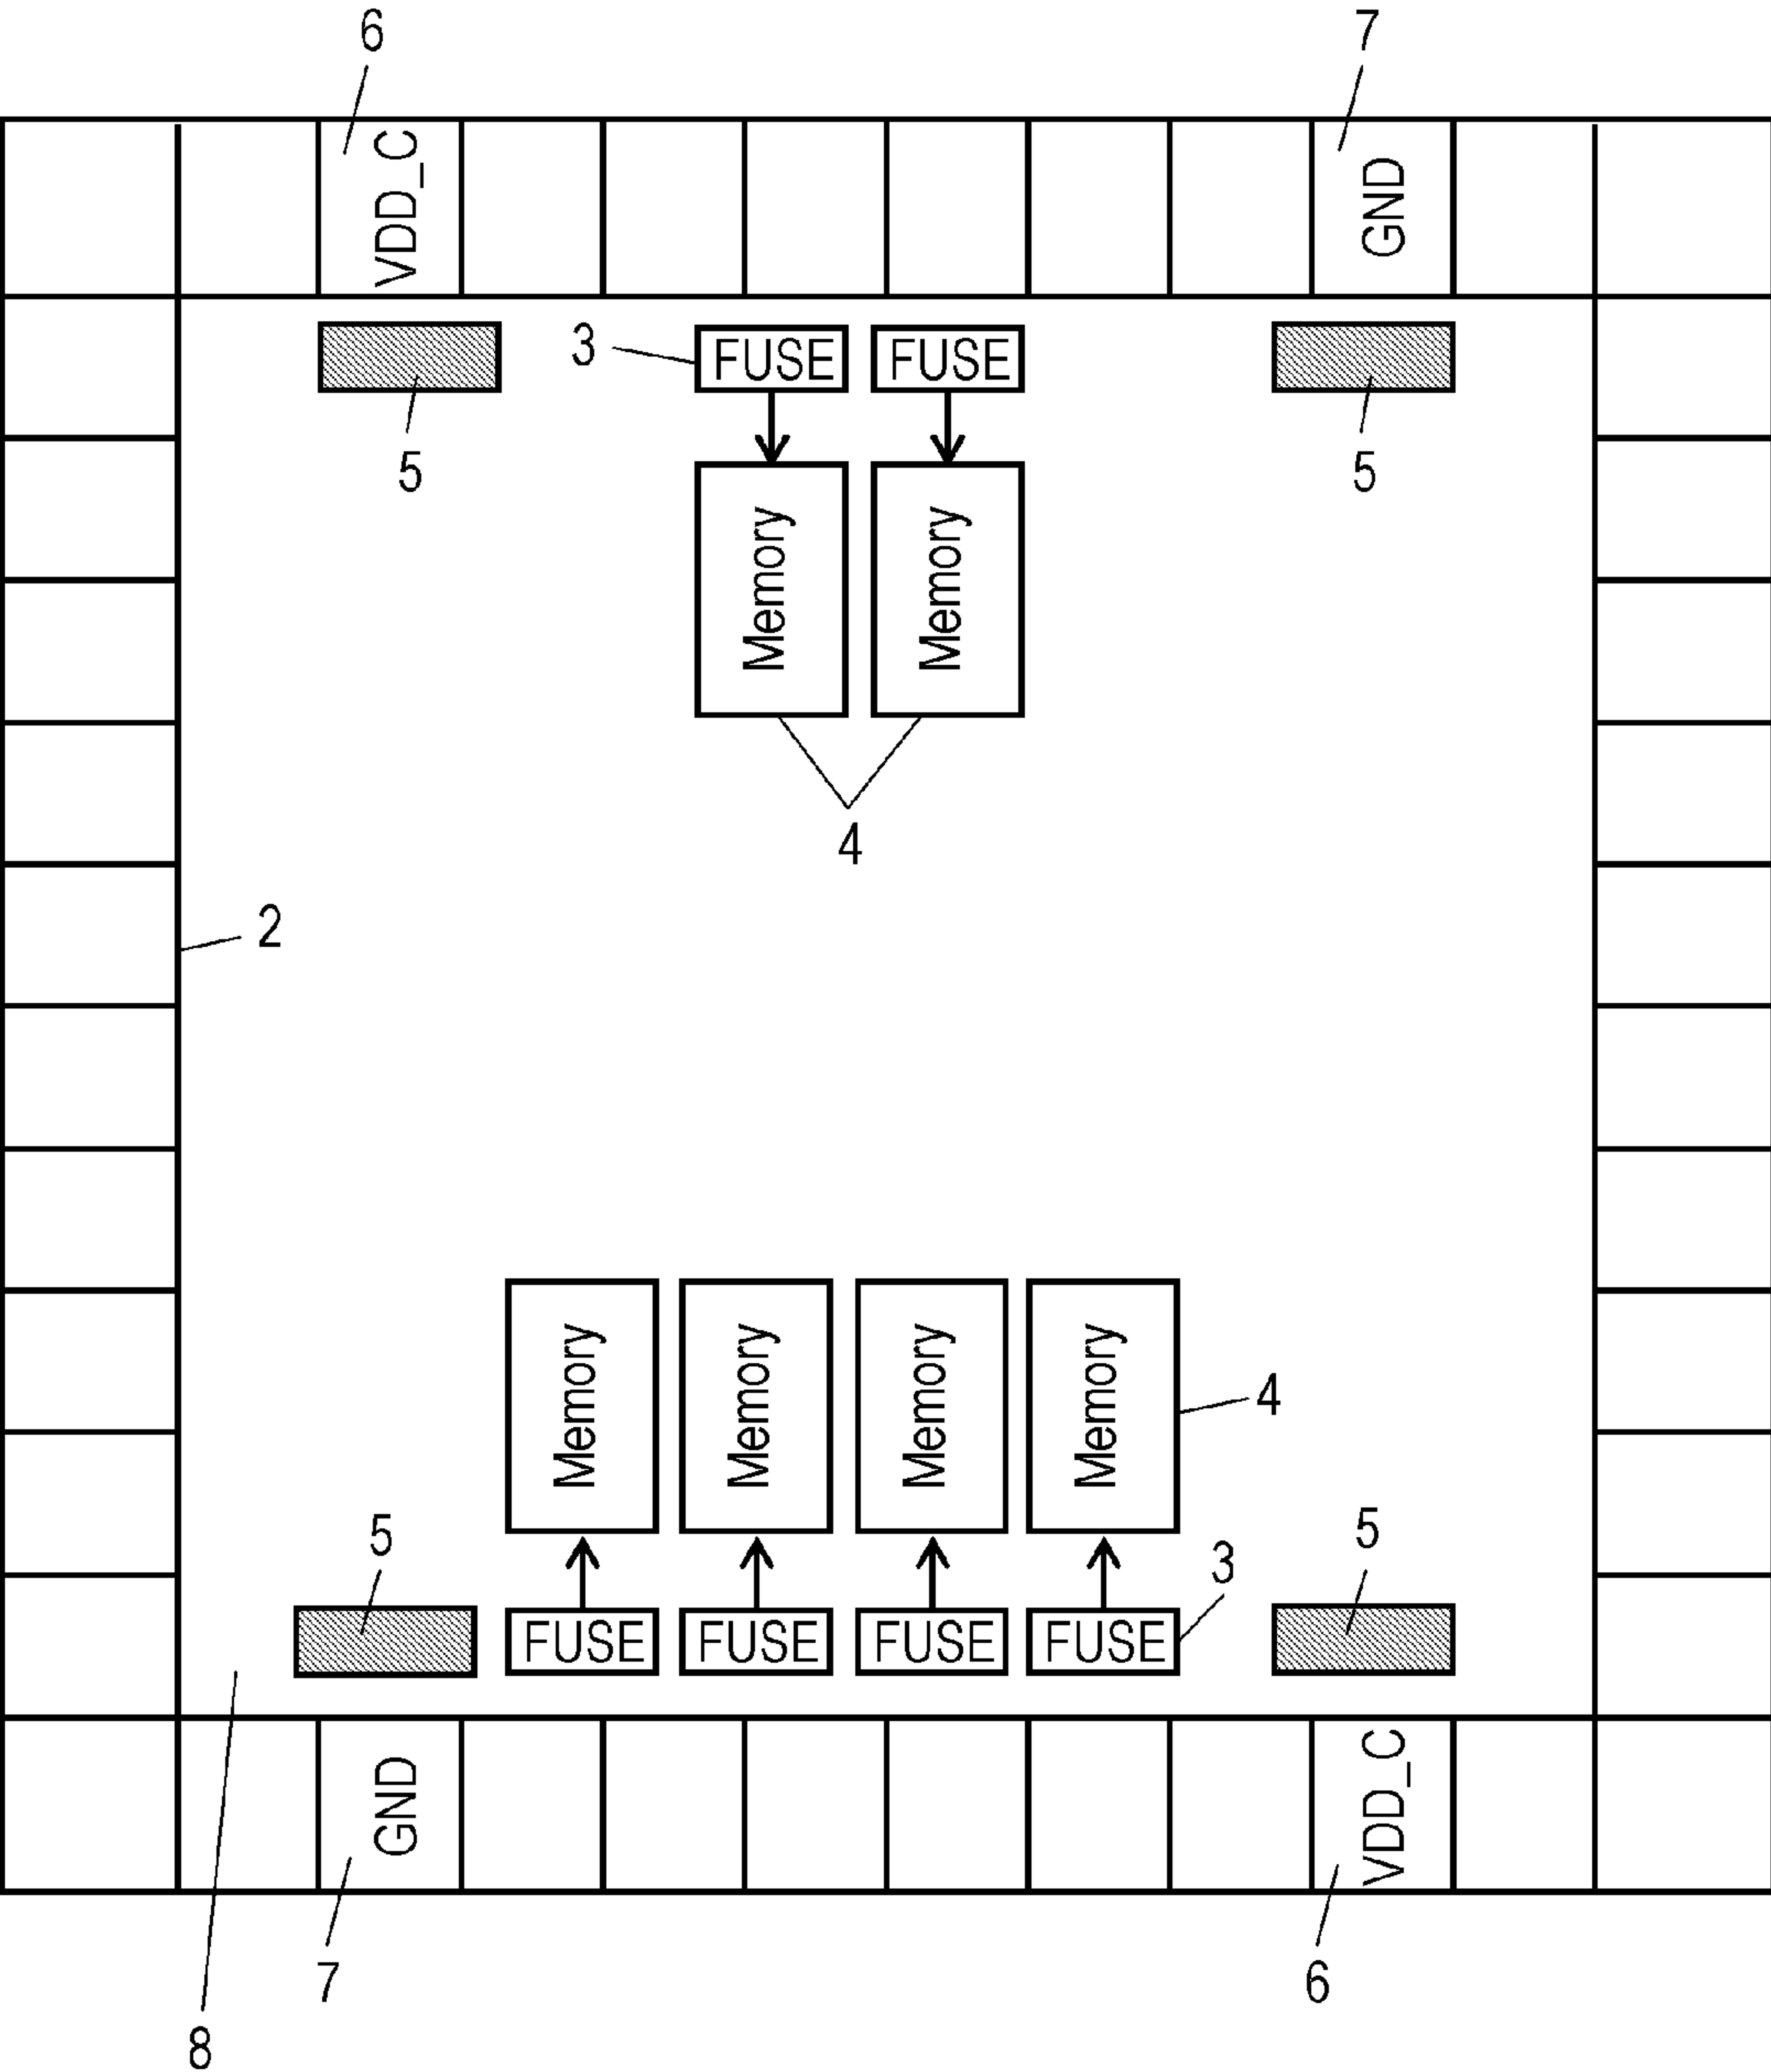 6
7
VDD_C
GND
3
FUSE
FUSE
5
5
Memory
Memory
4
2
Memory
Memory
Memory
Memory
4
5
5
3
FUSE
FUSE
FUSE
FUSE
GND
VDD_C
7
6
8